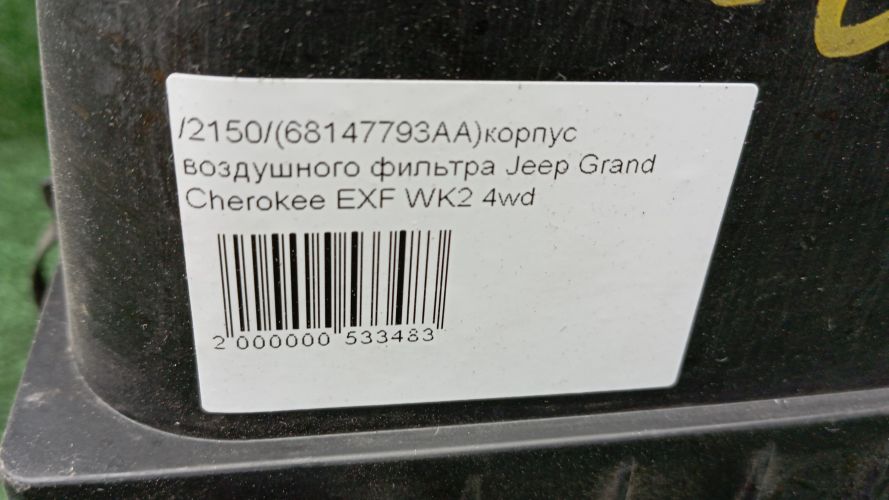 /2150/(68147793AA)корпус
воздушного фильтра Jeep Grand
Cherokee EXF WK2 4wd
2 000000 533483